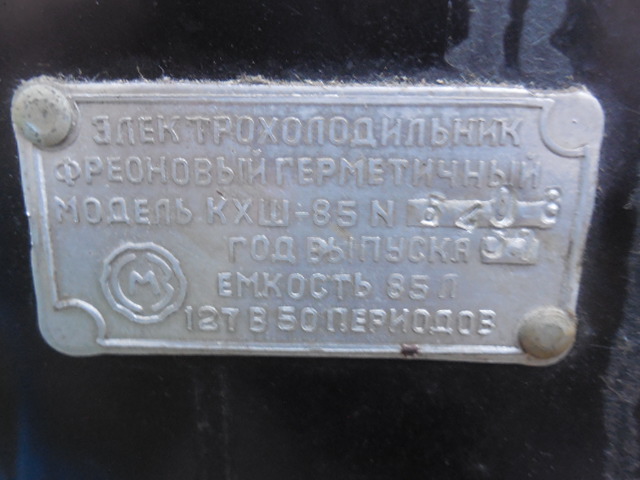 ЭЛЕКТРОХОЛОДИЛЬНИК
ФРЕОНОВЫЙ ГЕРМЕТИЧНЫЙ
МОДЕЛЬ КХШ-85 N
ГОД ВЫПУСКА
ЕМКОСТЬ 85 Л
127 В 50 ПЕРИОДОВ